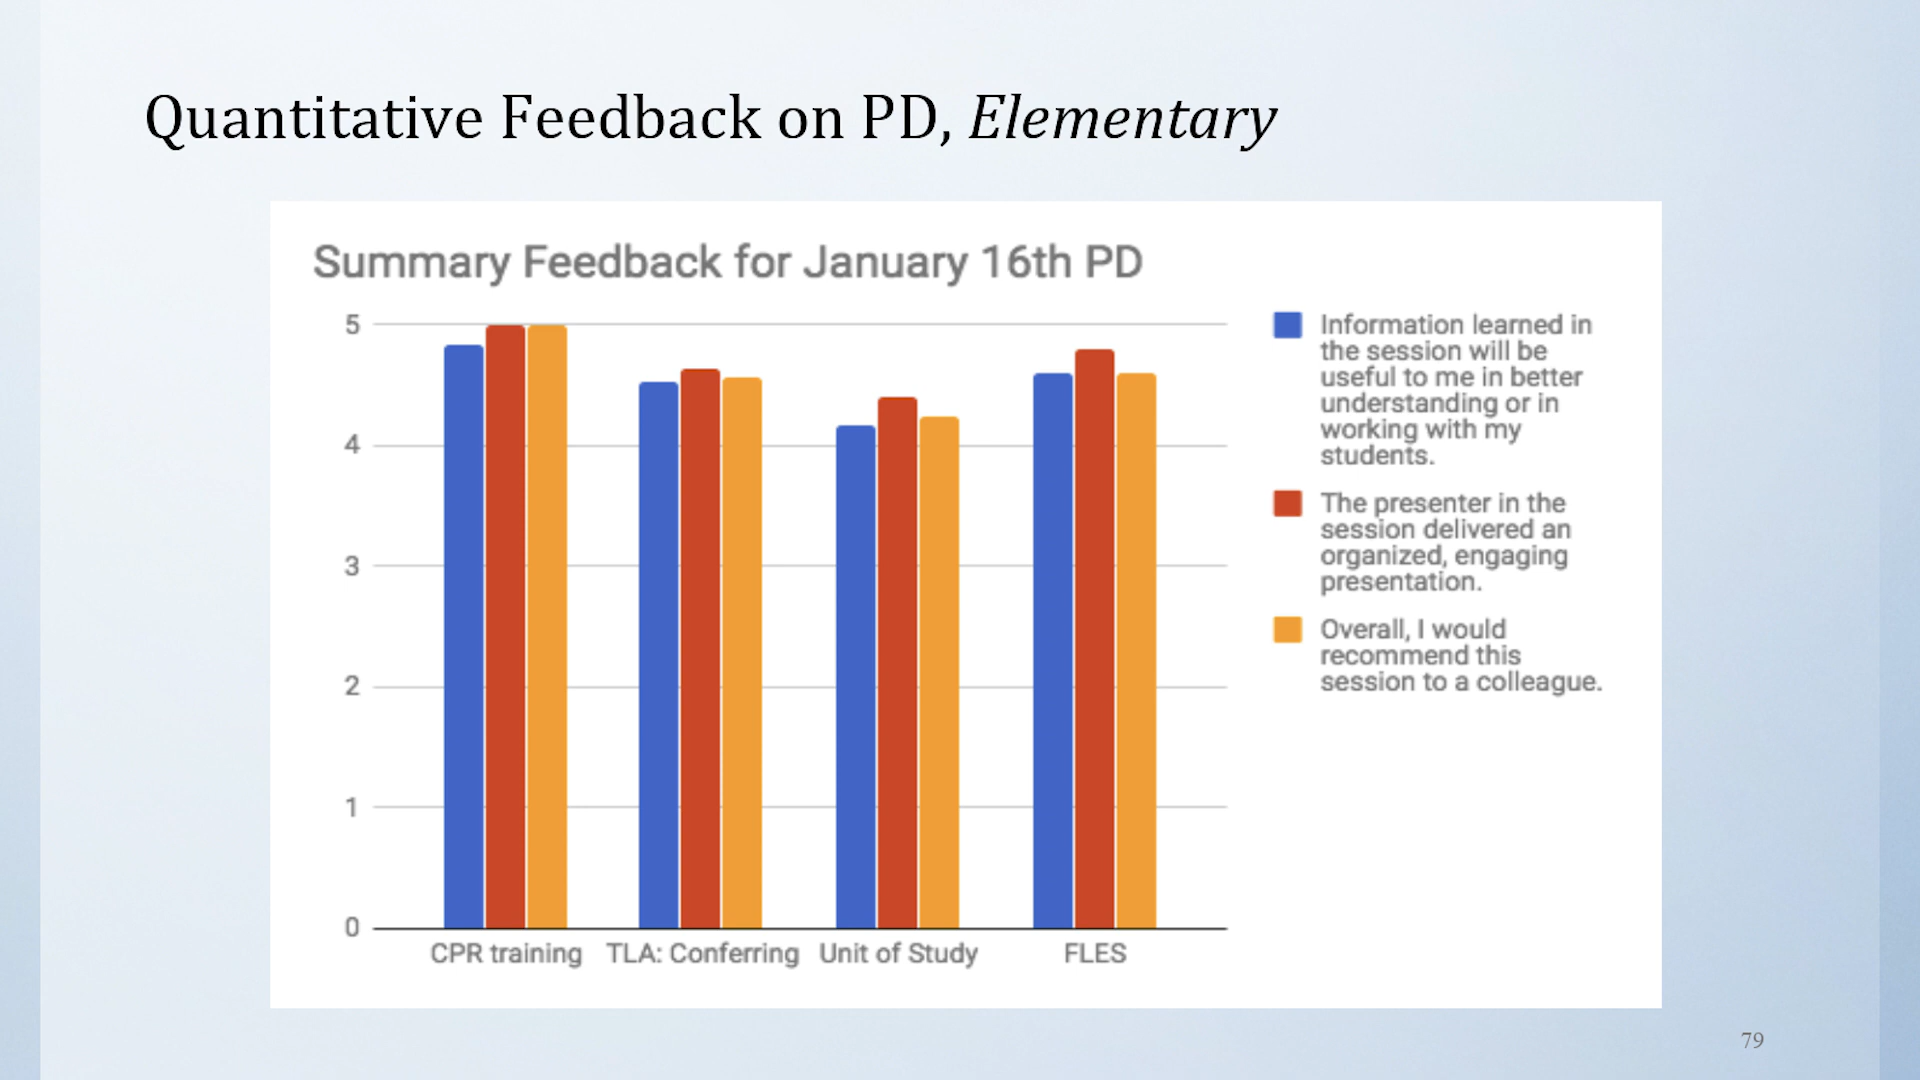 Quantitative Feedback on PD, Elementary
Summary Feedback for January 16th PD
5
4
3
2
1
0
CPR training
TLA: Conferring
Unit of Study
FLES
Information learned in
the session will be
useful to me in better
understanding or in
working with my
students.
The presenter in the
session delivered an
organized, engaging
presentation.
Overall, I would
recommend this
session to a colleague.
79